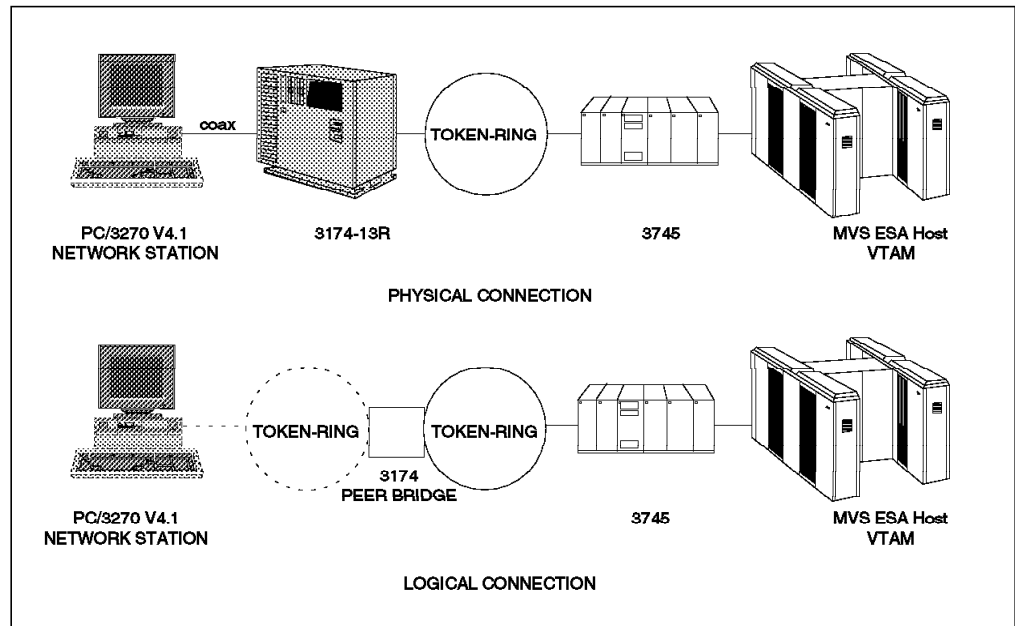 coax
TOKEN-RING
PC/3270 V4.1
NETWORK STATION
3174-13R
3745
MVS ESA Host
VTAM
PHYSICAL CONNECTION
TOKEN-RING
TOKEN-RING
3174
PEER BRIDGE
PC/3270 V4.1
NETWORK STATION
3745
MVS ESA Host
VTAM
LOGICAL CONNECTION